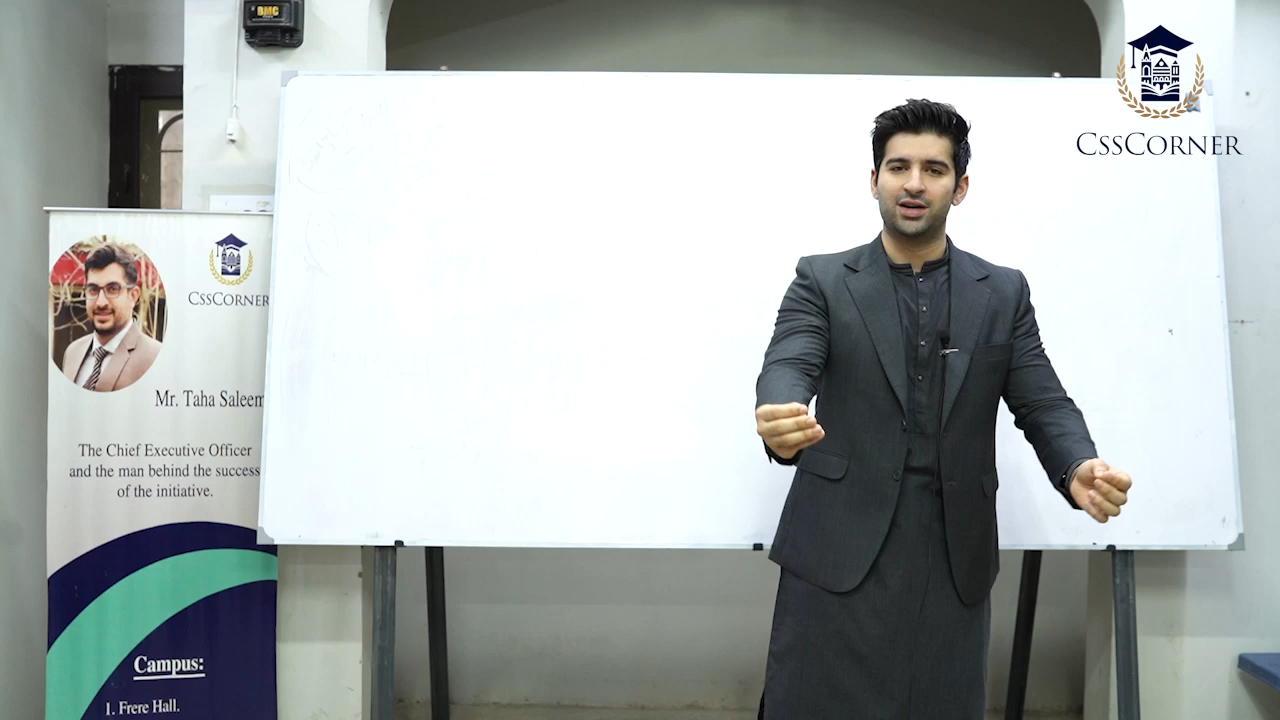 BMC
CSSCORNER
CSSCORNER
Mr. Taha Saleem
The Chief Executive Officer
and the man behind the success
of the initiative.
Campus:
1. Frere Hall.